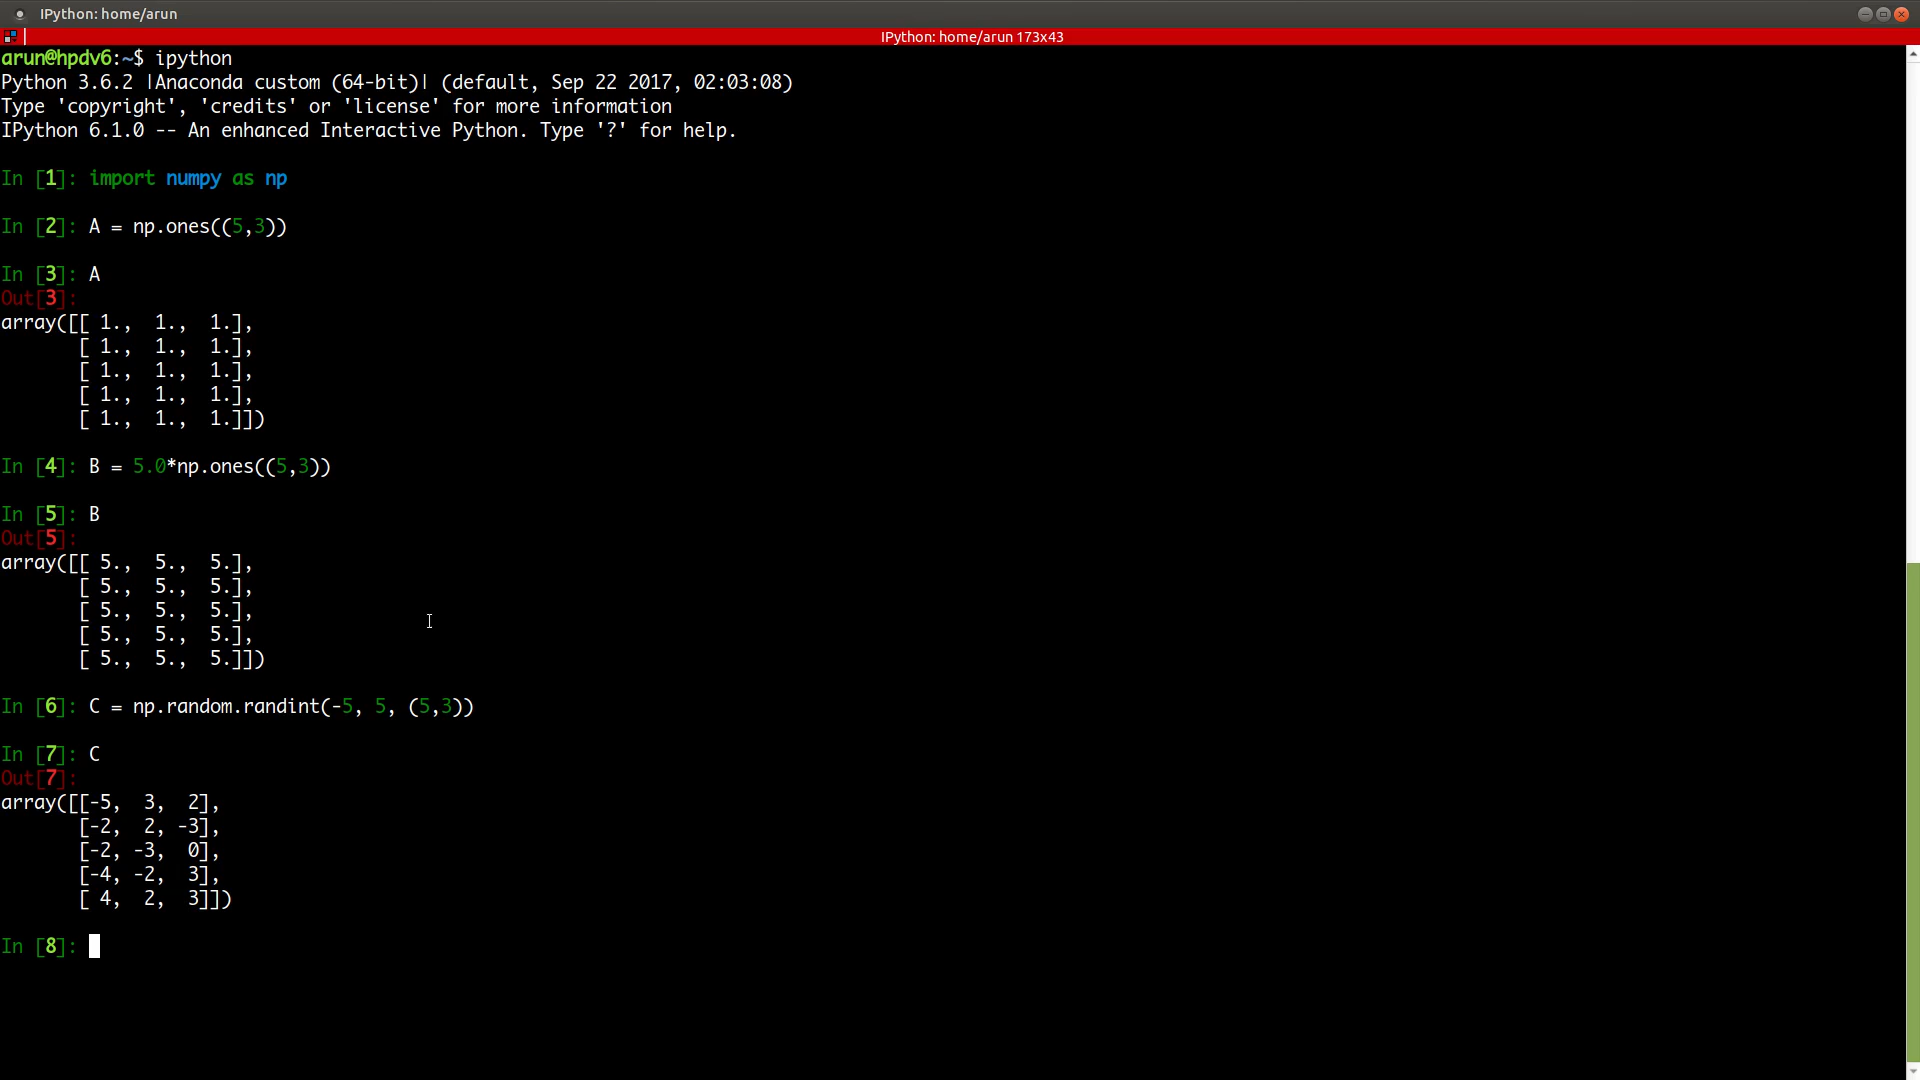 IPython: home/arun
IPython: home/arun 173x43
arun@hpdv6:~$ ipython
Python 3.6.2 |Anaconda custom (64-bit)| (default, Sep 22 2017, 02:03:08)
Type 'copyright', 'credits' or 'license' for more information
IPython 6.1.0 -- An enhanced Interactive Python. Type '?' for help.
In [1]: import numpy as np
In [2]: A = np.ones((5,3))
In [3]: A
Out[3]:
array([[ 1.,  1.,  1.],
       [ 1.,  1.,  1.],
       [ 1.,  1.,  1.],
       [ 1.,  1.,  1.],
       [ 1.,  1.,  1.]])
In [4]: B = 5.0*np.ones((5,3))
In [5]: B
Out[5]:
array([[ 5.,  5.,  5.],
       [ 5.,  5.,  5.],
       [ 5.,  5.,  5.],
       [ 5.,  5.,  5.],
       [ 5.,  5.,  5.]])
In [6]: C = np.random.randint(-5, 5, (5,3))
In [7]: C
Out[7]:
array([[-5,  3,  2],
       [-2,  2, -3],
       [-2, -3,  0],
       [-4, -2,  3],
       [ 4,  2,  3]])
In [8]: